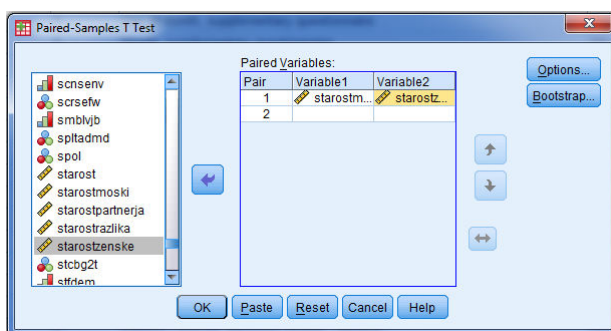 Paired-Samples T Test
scnsenv
scrsefw
smblvjb
spltadmd
spol
starost
starostmoski
starostpartnerja
starostrazlika
starostzenske
stcbg2t
stfdem
Paired Variables:
Pair Variable1 Variable2
1 starostm... starostz...
2
Options...
Bootstrap...
OK Paste Reset Cancel Help